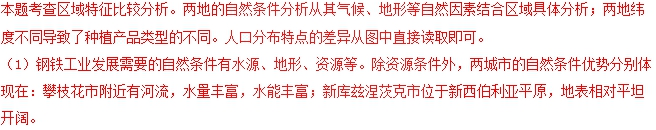 本题考查区域特征比较分析。两地的自然条件分析从其气候、地形等自然因素结合区域具体分析；两地纬
度不同导致了种植产品类型的不同。人口分布特点的差异从图中直接读取即可。
（1）钢铁工业发展需要的自然条件有水源、地形、资源等。除资源条件外，两城市的自然条件优势分别体
现在：攀枝花市附近有河流，水量丰富，水能丰富；新库兹涅茨克市位于新西伯利亚平原，地表相对平坦
开阔。